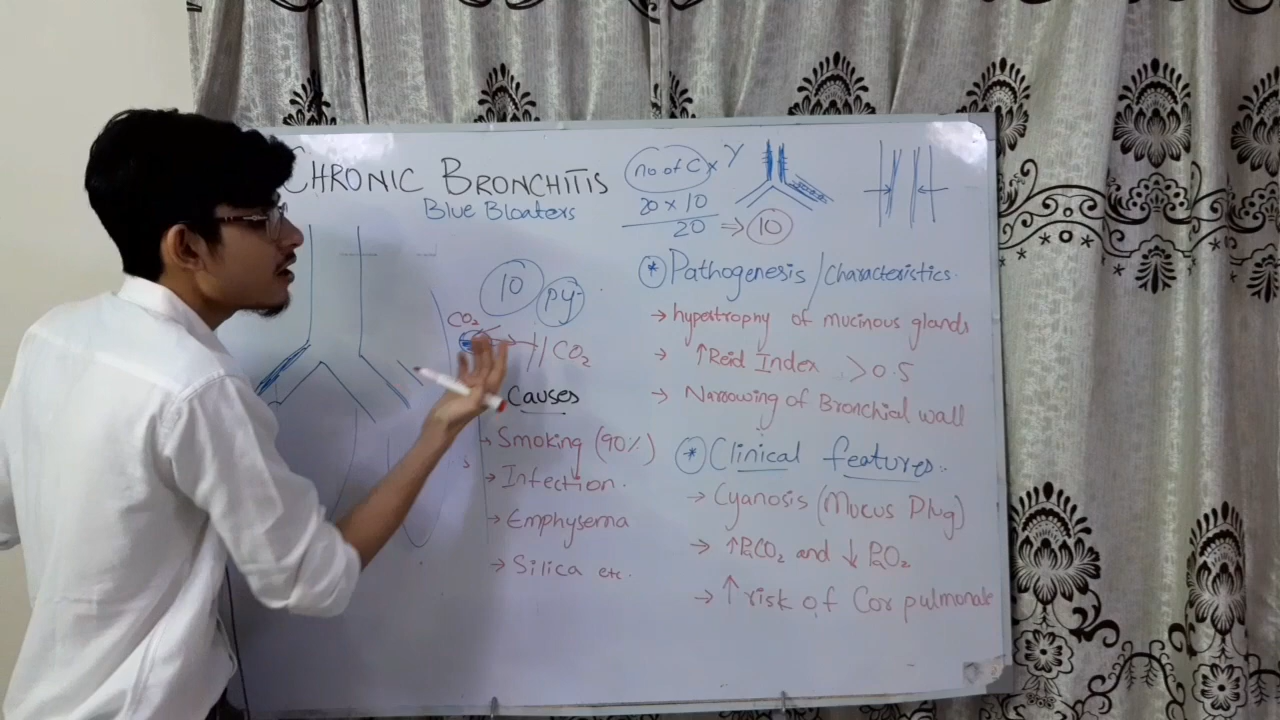 CHRONIC BRONCHITIS
Blue Bloaters
no of C x Y
20 x 10
20 => 10
10 py
CO2
CO2
Causes
→ Smoking (90%)
→ Infection.
→ Emphysema
→ Silica etc.
* Pathogenesis / Characteristics.
→ hypertrophy of mucinous glands
→ ↑Reid Index > 0.5
→ Narrowing of Bronchial wall
* Clinical features..
→ Cyanosis (Mucus Plug)
→ ↑PaCO2 and ↓ PaO2
→ ↑ risk of Cor pulmonale